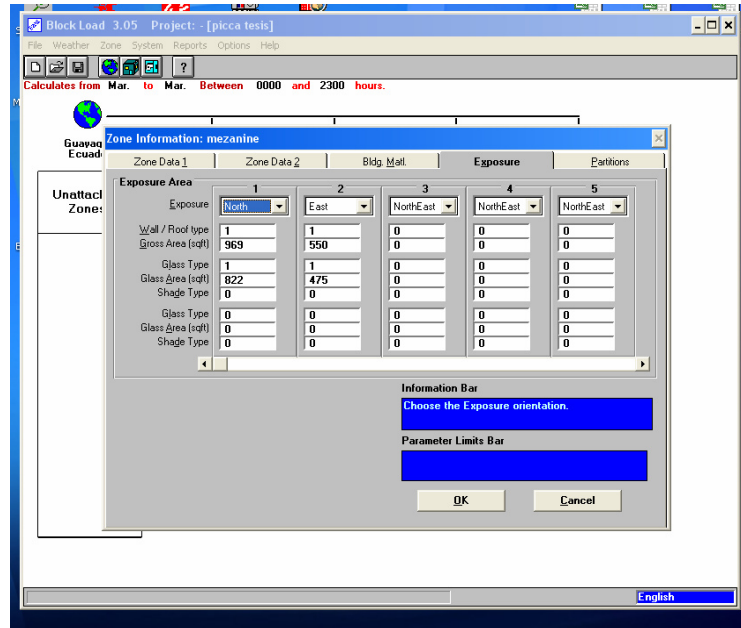 Block Load 3.05 Project: - [picca tesis]
File Weather Zone System Reports Options Help
Calculates from Mar. to Mar. Between 0000 and 2300 hours.
Zone Information: mezanine
Zone Data 1 Zone Data 2 Bldg. Matl. Exposure Partitions
Unattach
Exposure Area
1 2 3 4 5
Exposure North East NorthEast NorthEast NorthEast
Wall / Roof type 1 1 0 0 0
Gross Area (sqft) 969 550 0 0 0
Glass Type 1 1 0 0 0
Glass Area (sqft) 822 475 0 0 0
Shade Type 0 0 0 0 0
Glass Type 0 0 0 0 0
Glass Area (sqft) 0 0 0 0 0
Shade Type 0 0 0 0 0
Information Bar
Choose the Exposure orientation.
Parameter Limits Bar
OK Cancel
English